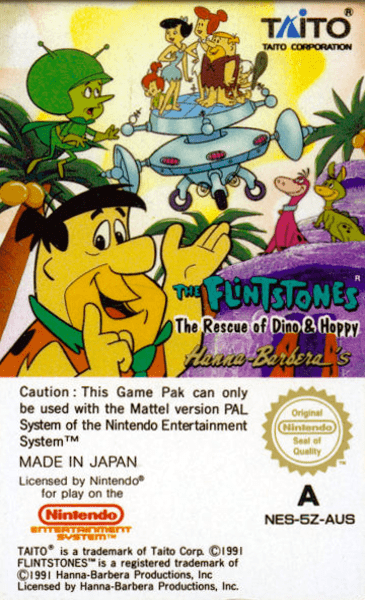 TAITO®
TAITO CORPORATION
THE FLINTSTONES®
The Rescue of Dino & Hoppy
Hanna-Barbera's
Caution : This Game Pak can only
be used with the Mattel version PAL
System of the Nintendo Entertainment
System™
MADE IN JAPAN
Licensed by Nintendo®
for play on the
Nintendo®
ENTERTAINMENT
SYSTEM™
Original
Nintendo
Seal of
Quality
™
A
NES-5Z-AUS
TAITO® is a trademark of Taito Corp. ©1991
FLINTSTONES™ is a registered trademark of
©1991 Hanna-Barbera Productions, Inc
Licensed by Hanna-Barbera Productions, Inc.